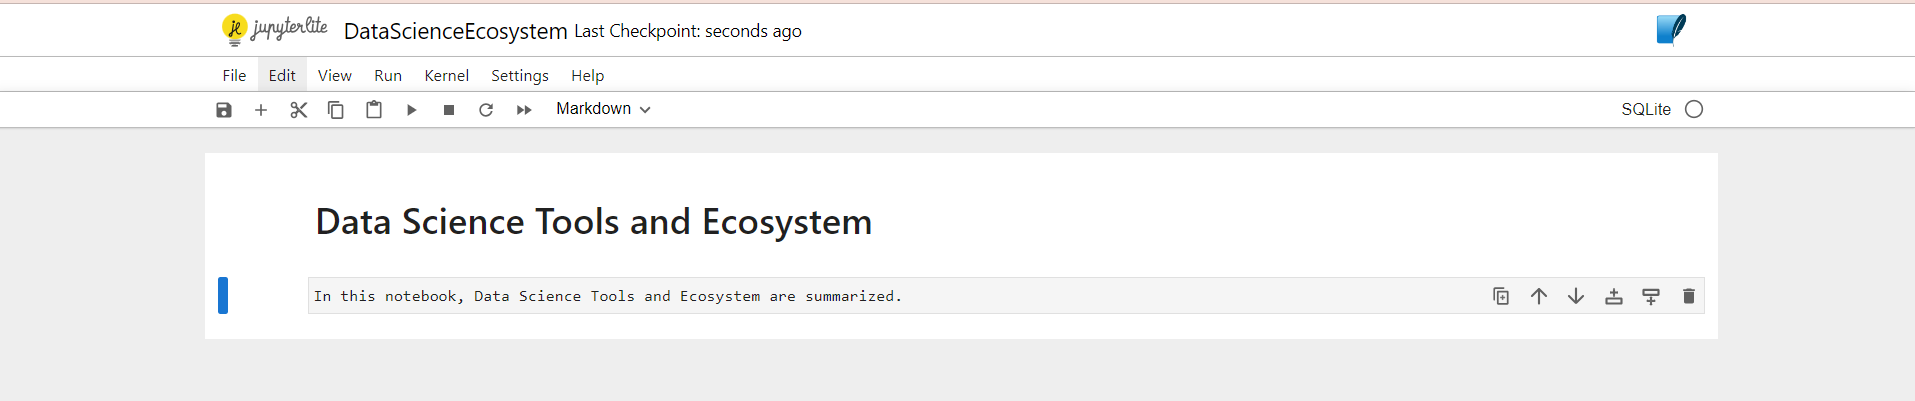 jupyterlite DataScienceEcosystem Last Checkpoint: seconds ago
File Edit View Run Kernel Settings Help
Markdown SQLite
Data Science Tools and Ecosystem
In this notebook, Data Science Tools and Ecosystem are summarized.